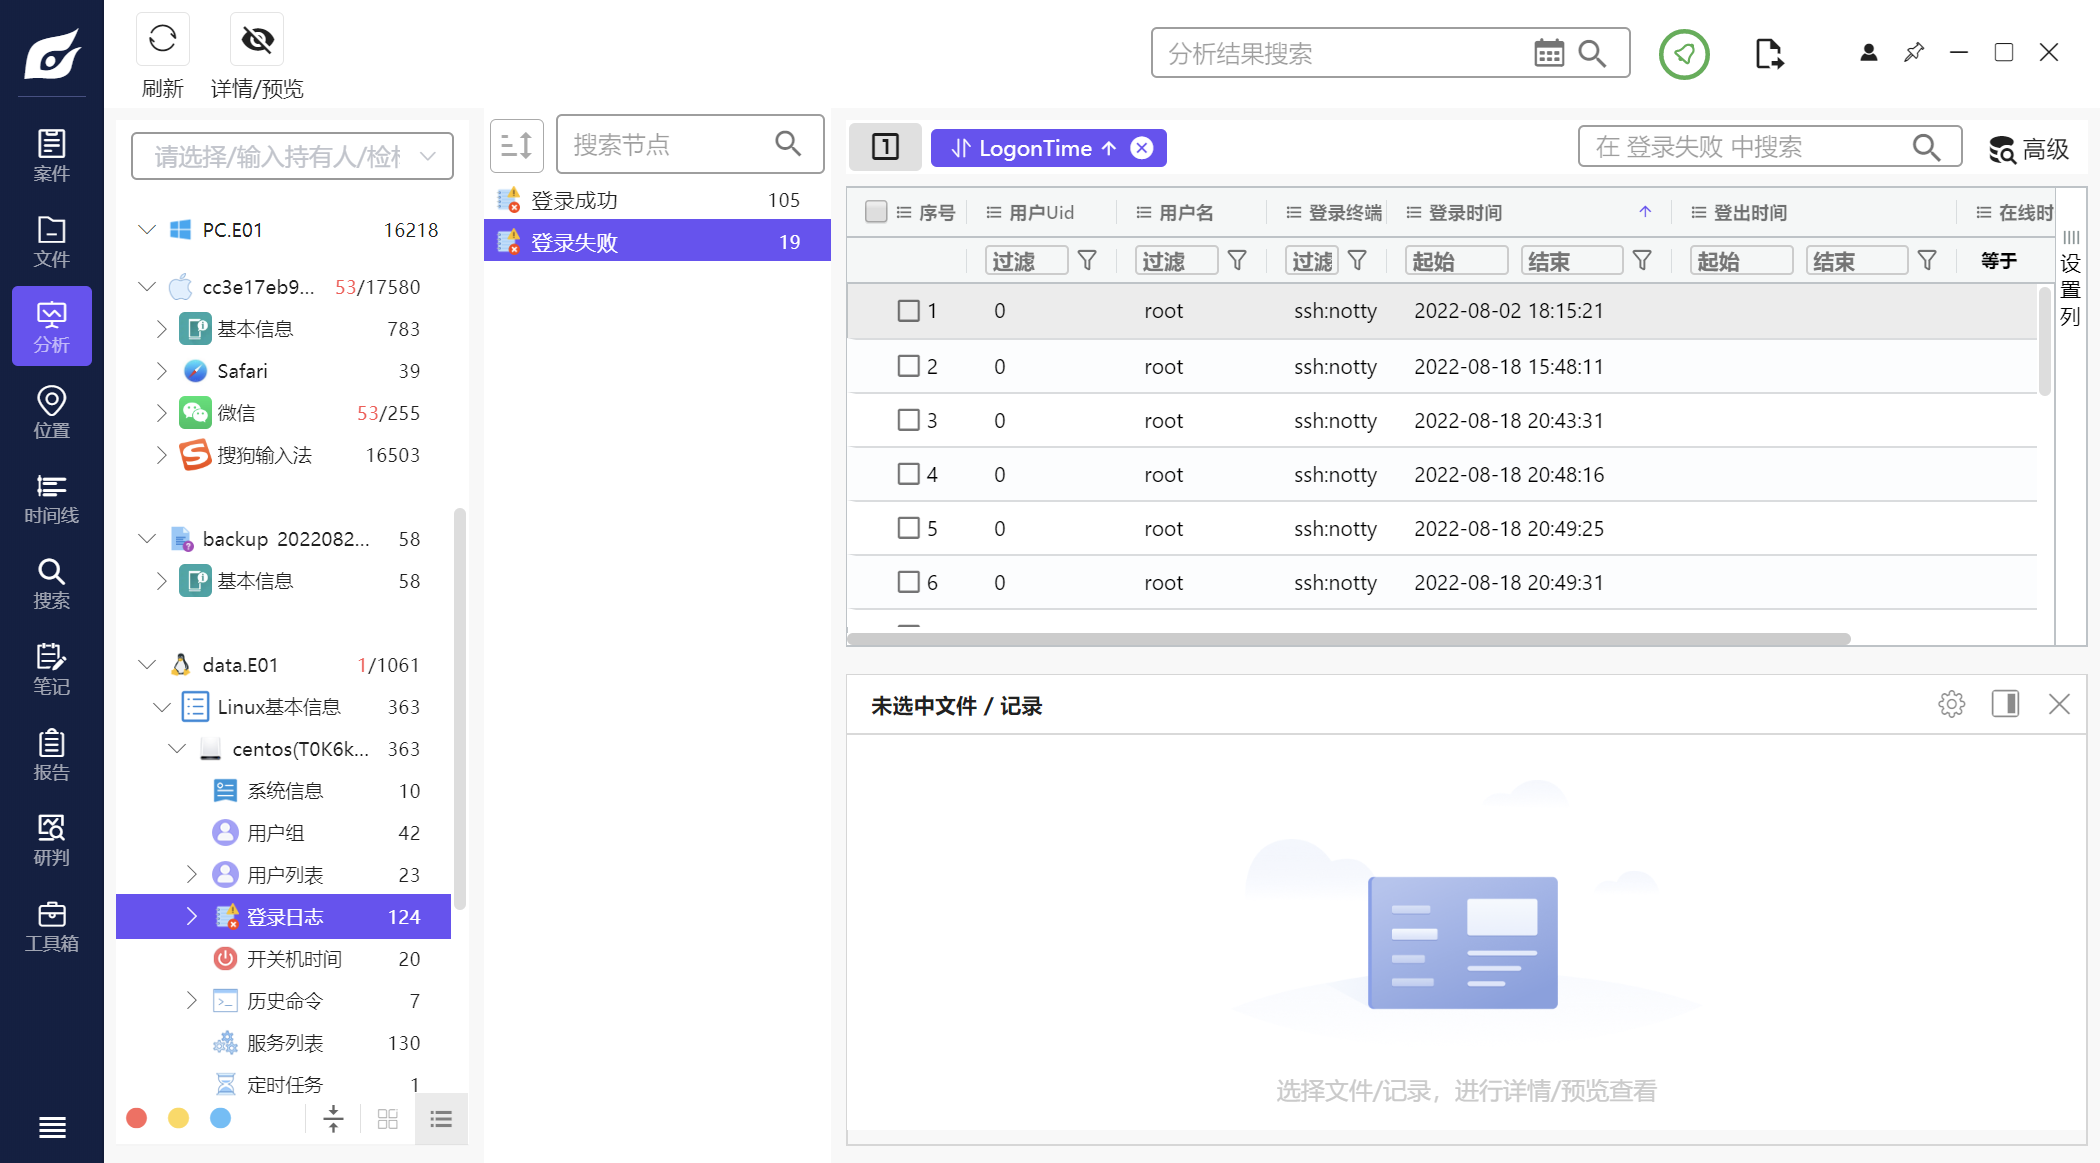 刷新
详情/预览
分析结果搜索
案件
文件
分析
位置
时间线
搜索
笔记
报告
研判
工具箱
请选择/输入持有人/检材
PC.E01 16218
cc3e17eb9... 53/17580
基本信息 783
Safari 39
微信 53/255
搜狗输入法 16503
backup 2022082... 58
基本信息 58
data.E01 1/1061
Linux基本信息 363
centos(T0K6k... 363
系统信息 10
用户组 42
用户列表 23
登录日志 124
开关机时间 20
历史命令 7
服务列表 130
定时任务 1
搜索节点
登录成功 105
登录失败 19
1
LogonTime
在 登录失败 中搜索
高级
序号 用户Uid 用户名 登录终端 登录时间 登出时间 在线时
过滤 过滤 过滤 起始 结束 起始 结束 等于
1 0 root ssh:notty 2022-08-02 18:15:21
2 0 root ssh:notty 2022-08-18 15:48:11
3 0 root ssh:notty 2022-08-18 20:43:31
4 0 root ssh:notty 2022-08-18 20:48:16
5 0 root ssh:notty 2022-08-18 20:49:25
6 0 root ssh:notty 2022-08-18 20:49:31
设置列
未选中文件 / 记录
选择文件/记录，进行详情/预览查看